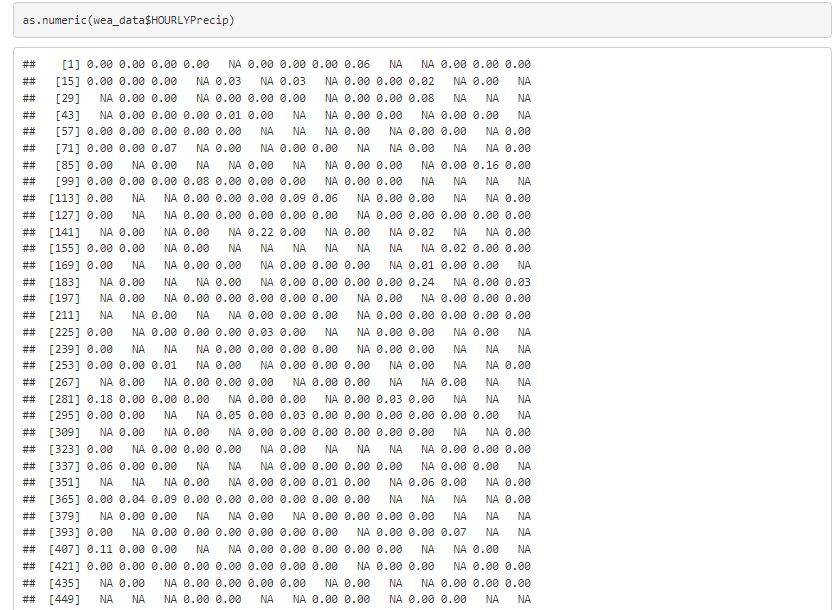 as.numeric(wea_data$HOURLYPrecip)
##    [1] 0.00 0.00 0.00 0.00   NA 0.00 0.00 0.00 0.06   NA   NA 0.00 0.00 0.00
##   [15] 0.00 0.00 0.00   NA 0.03   NA 0.03   NA 0.00 0.00 0.02   NA 0.00   NA
##   [29]   NA 0.00 0.00   NA 0.00 0.00 0.00   NA 0.00 0.00 0.08   NA   NA   NA
##   [43]   NA 0.00 0.00 0.00 0.01 0.00   NA   NA 0.00 0.00   NA 0.00 0.00   NA
##   [57] 0.00 0.00 0.00 0.00 0.00   NA   NA   NA 0.00   NA 0.00 0.00   NA 0.00
##   [71] 0.00 0.00 0.07   NA 0.00   NA 0.00 0.00   NA   NA 0.00   NA   NA 0.00
##   [85] 0.00   NA 0.00   NA   NA 0.00   NA   NA 0.00 0.00   NA 0.00 0.16 0.00
##   [99] 0.00 0.00 0.00 0.08 0.00 0.00 0.00   NA 0.00 0.00   NA   NA   NA   NA
##  [113] 0.00   NA   NA 0.00 0.00 0.00 0.09 0.06   NA 0.00 0.00   NA   NA 0.00
##  [127] 0.00   NA   NA 0.00 0.00 0.00 0.00 0.00   NA 0.00 0.00 0.00 0.00 0.00
##  [141]   NA 0.00   NA 0.00   NA 0.22 0.00   NA 0.00   NA 0.02   NA   NA 0.00
##  [155] 0.00 0.00   NA 0.00   NA   NA   NA   NA   NA   NA   NA 0.02 0.00 0.00
##  [169] 0.00   NA   NA 0.00 0.00   NA 0.00 0.00 0.00   NA 0.01 0.00 0.00   NA
##  [183]   NA 0.00   NA   NA 0.00   NA 0.00 0.00 0.00 0.00 0.24   NA 0.00 0.03
##  [197]   NA 0.00   NA 0.00 0.00 0.00 0.00 0.00   NA 0.00   NA 0.00 0.00 0.00
##  [211]   NA   NA 0.00   NA   NA 0.00 0.00 0.00   NA 0.00 0.00 0.00 0.00 0.00
##  [225] 0.00   NA 0.00 0.00 0.00 0.03 0.00   NA   NA 0.00 0.00   NA 0.00   NA
##  [239] 0.00   NA   NA   NA 0.00 0.00 0.00 0.00   NA 0.00 0.00   NA   NA   NA
##  [253] 0.00 0.00 0.01   NA 0.00   NA 0.00 0.00 0.00   NA 0.00   NA   NA 0.00
##  [267]   NA 0.00   NA 0.00 0.00 0.00   NA 0.00 0.00   NA   NA 0.00   NA   NA
##  [281] 0.18 0.00 0.00 0.00   NA 0.00 0.00   NA   NA 0.00 0.03 0.00   NA   NA
##  [295] 0.00 0.00   NA   NA 0.05 0.00 0.03 0.00 0.00 0.00 0.00 0.00 0.00   NA
##  [309]   NA 0.00   NA 0.00   NA 0.00 0.00 0.00 0.00 0.00 0.00   NA   NA 0.00
##  [323] 0.00   NA 0.00 0.00 0.00   NA 0.00   NA   NA   NA   NA 0.00 0.00 0.00
##  [337] 0.06 0.00 0.00   NA   NA   NA 0.00 0.00 0.00 0.00   NA 0.00 0.00   NA
##  [351]   NA   NA   NA 0.00   NA 0.00 0.00 0.01 0.00   NA 0.06 0.00   NA 0.00
##  [365] 0.00 0.04 0.09 0.00 0.00 0.00 0.00 0.00 0.00   NA   NA   NA   NA 0.00
##  [379]   NA 0.00 0.00   NA   NA 0.00   NA 0.00 0.00 0.00 0.00   NA   NA   NA
##  [393] 0.00   NA 0.00 0.00 0.00 0.00 0.00 0.00   NA 0.00 0.00 0.07   NA   NA
##  [407] 0.11 0.00 0.00   NA   NA 0.00 0.00 0.00 0.00 0.00   NA   NA 0.00   NA
##  [421] 0.00 0.00 0.00 0.00 0.00 0.00 0.00 0.00   NA 0.00 0.00   NA 0.00 0.00
##  [435]   NA 0.00   NA 0.00 0.00 0.00 0.00   NA 0.00   NA   NA 0.00 0.00 0.00
##  [449]   NA   NA   NA 0.00 0.00   NA   NA 0.00 0.00   NA 0.00 0.00   NA   NA